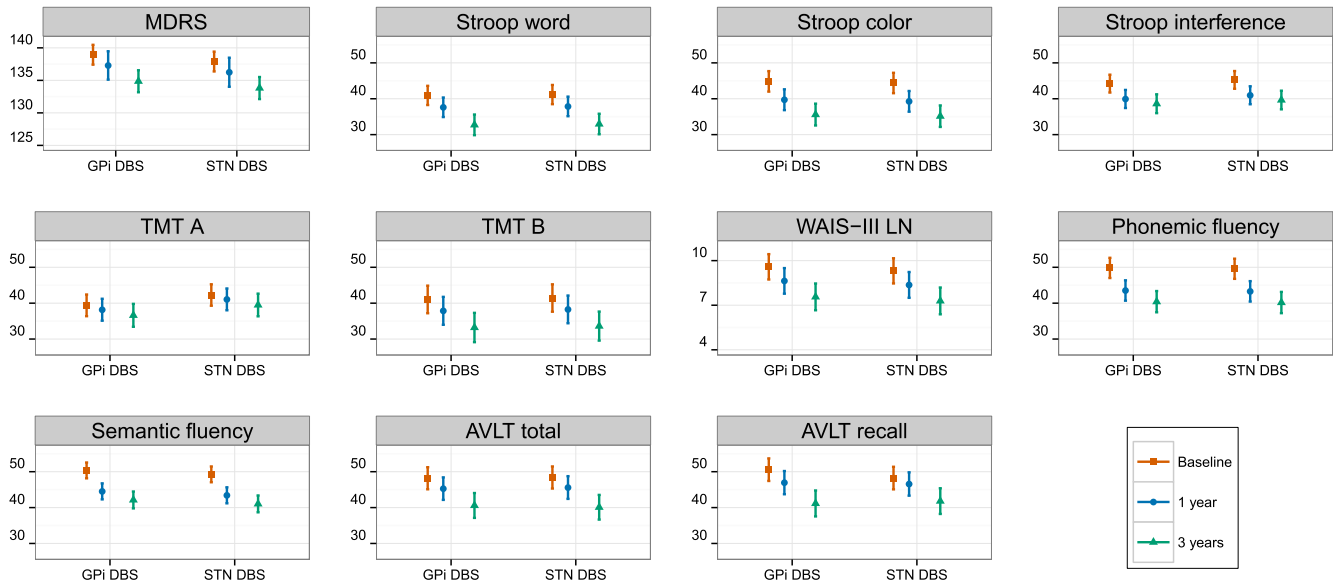 MDRS
140
135
130
125
GPi DBS STN DBS
Stroop word
50
40
30
GPi DBS STN DBS
Stroop color
50
40
30
GPi DBS STN DBS
Stroop interference
50
40
30
GPi DBS STN DBS
TMT A
50
40
30
GPi DBS STN DBS
TMT B
50
40
30
GPi DBS STN DBS
WAIS−III LN
10
7
4
GPi DBS STN DBS
Phonemic fluency
50
40
30
GPi DBS STN DBS
Semantic fluency
50
40
30
GPi DBS STN DBS
AVLT total
50
40
30
GPi DBS STN DBS
AVLT recall
50
40
30
GPi DBS STN DBS
Baseline
1 year
3 years